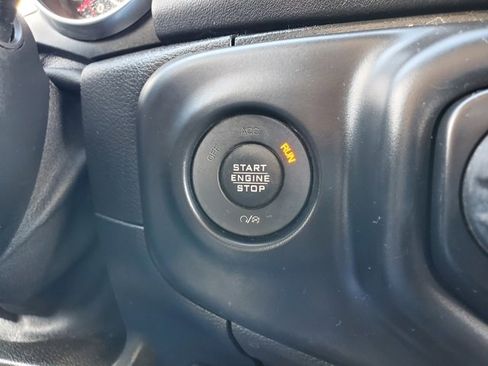 ACC
OFF
RUN
START
ENGINE
STOP